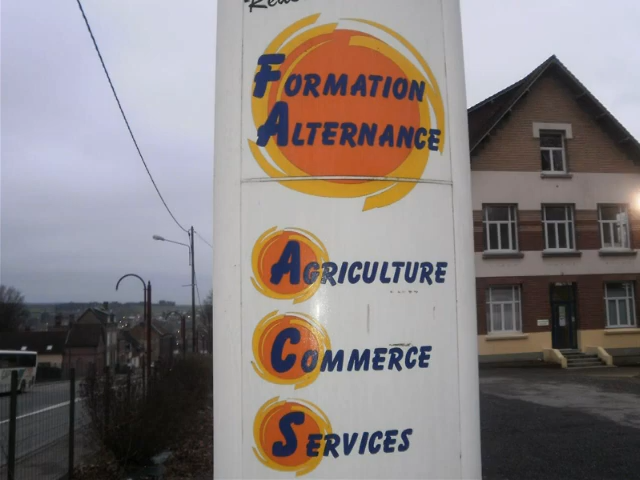 FORMATION
ALTERNANCE
AGRICULTURE
COMMERCE
SERVICES